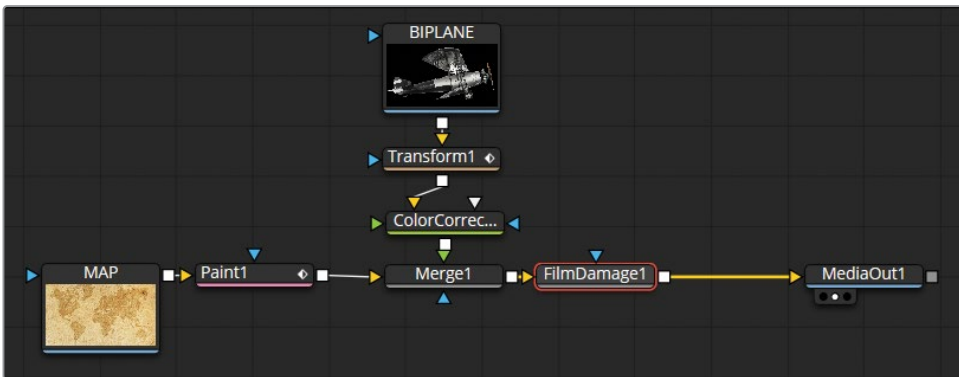 BIPLANE
Transform1
ColorCorrec...
MAP
Paint1
Merge1
FilmDamage1
MediaOut1